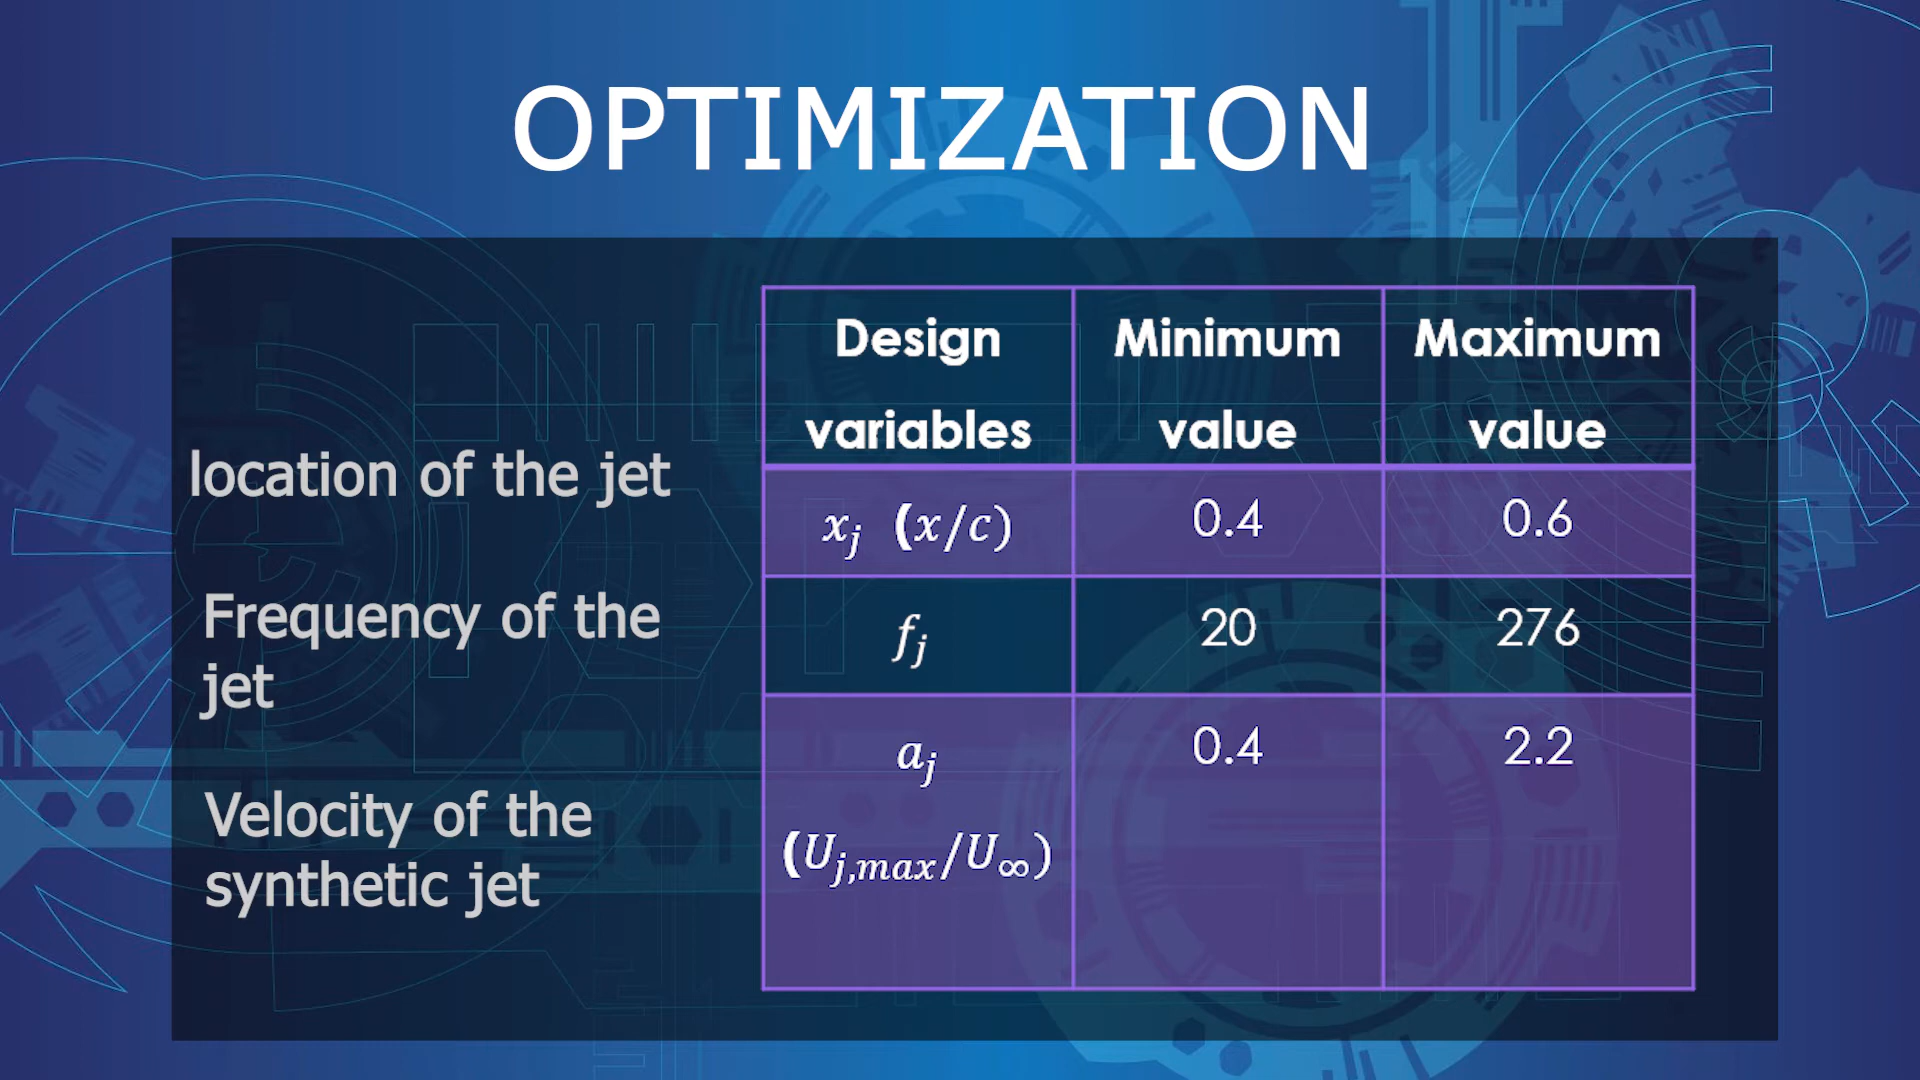 OPTIMIZATION
location of the jet
Frequency of the
jet
Velocity of the
synthetic jet
Design variables | Minimum value | Maximum value
x_j (x/c) | 0.4 | 0.6
f_j | 20 | 276
a_j (U_{j,max}/U_∞) | 0.4 | 2.2